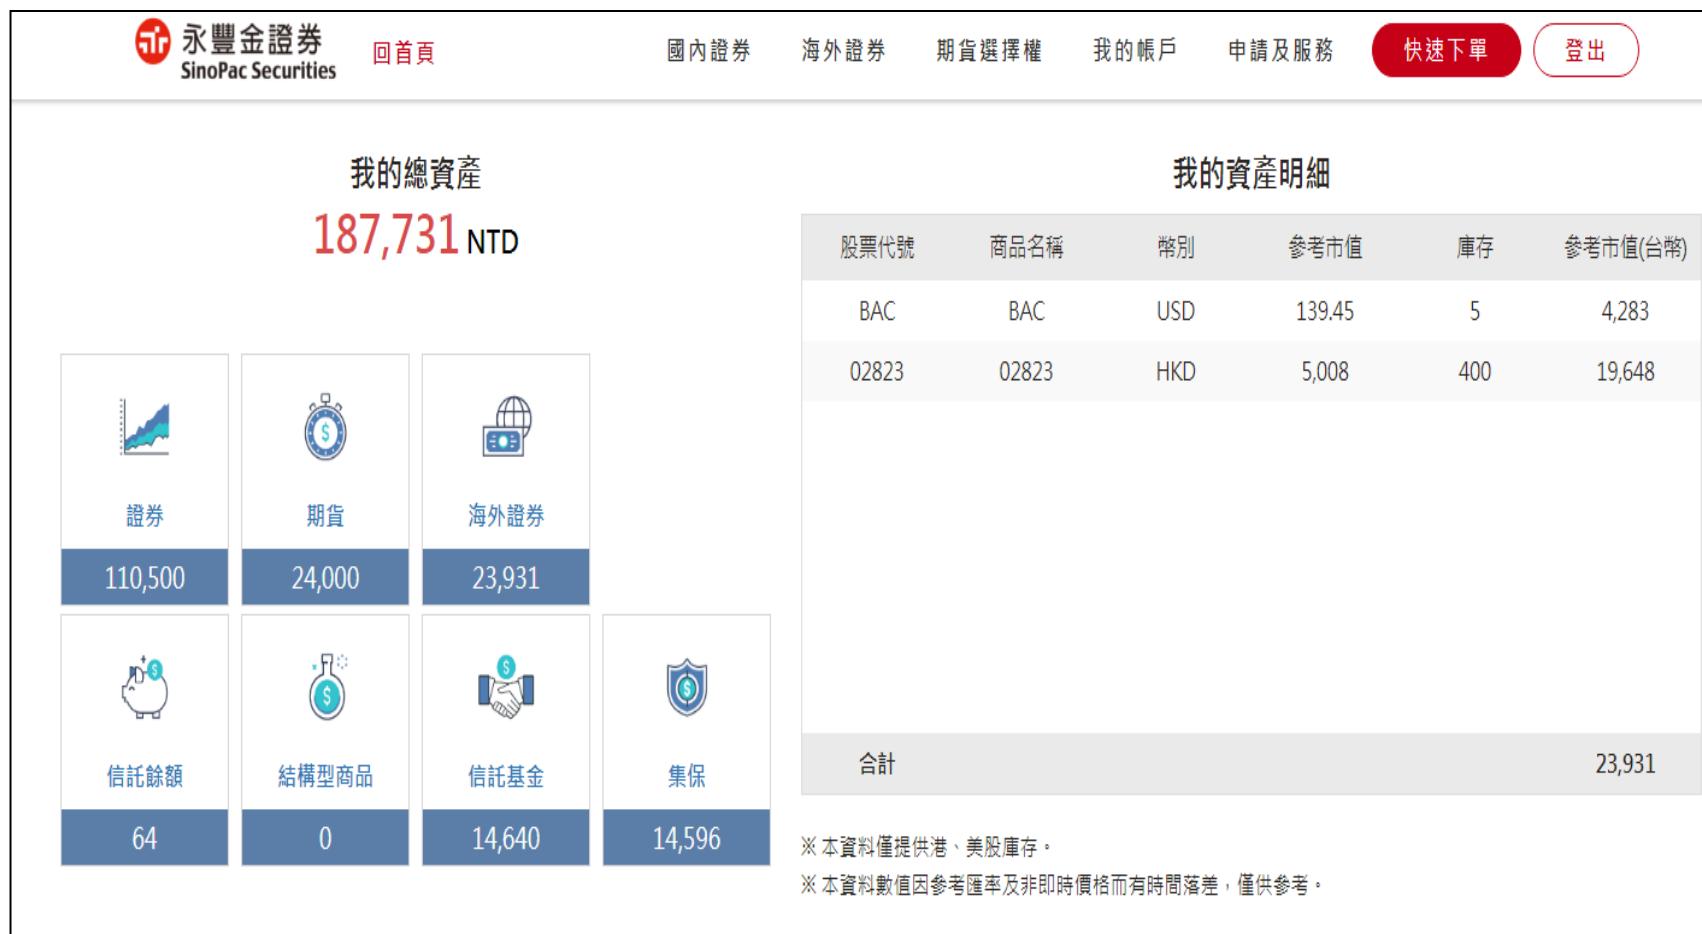 永豐金證券
SinoPac Securities
回首頁 國內證券 海外證券 期貨選擇權 我的帳戶 申請及服務 快速下單 登出
我的總資產
187,731 NTD
證券 期貨 海外證券
110,500 24,000 23,931
信託餘額 結構型商品 信託基金 集保
64 0 14,640 14,596
我的資產明細
股票代號 商品名稱 幣別 參考市值 庫存 參考市值(台幣)
BAC BAC USD 139.45 5 4,283
02823 02823 HKD 5,008 400 19,648
合計 23,931
※本資料僅提供港、美股庫存。
※本資料數值因參考匯率及非即時價格而有時間落差,僅供參考。